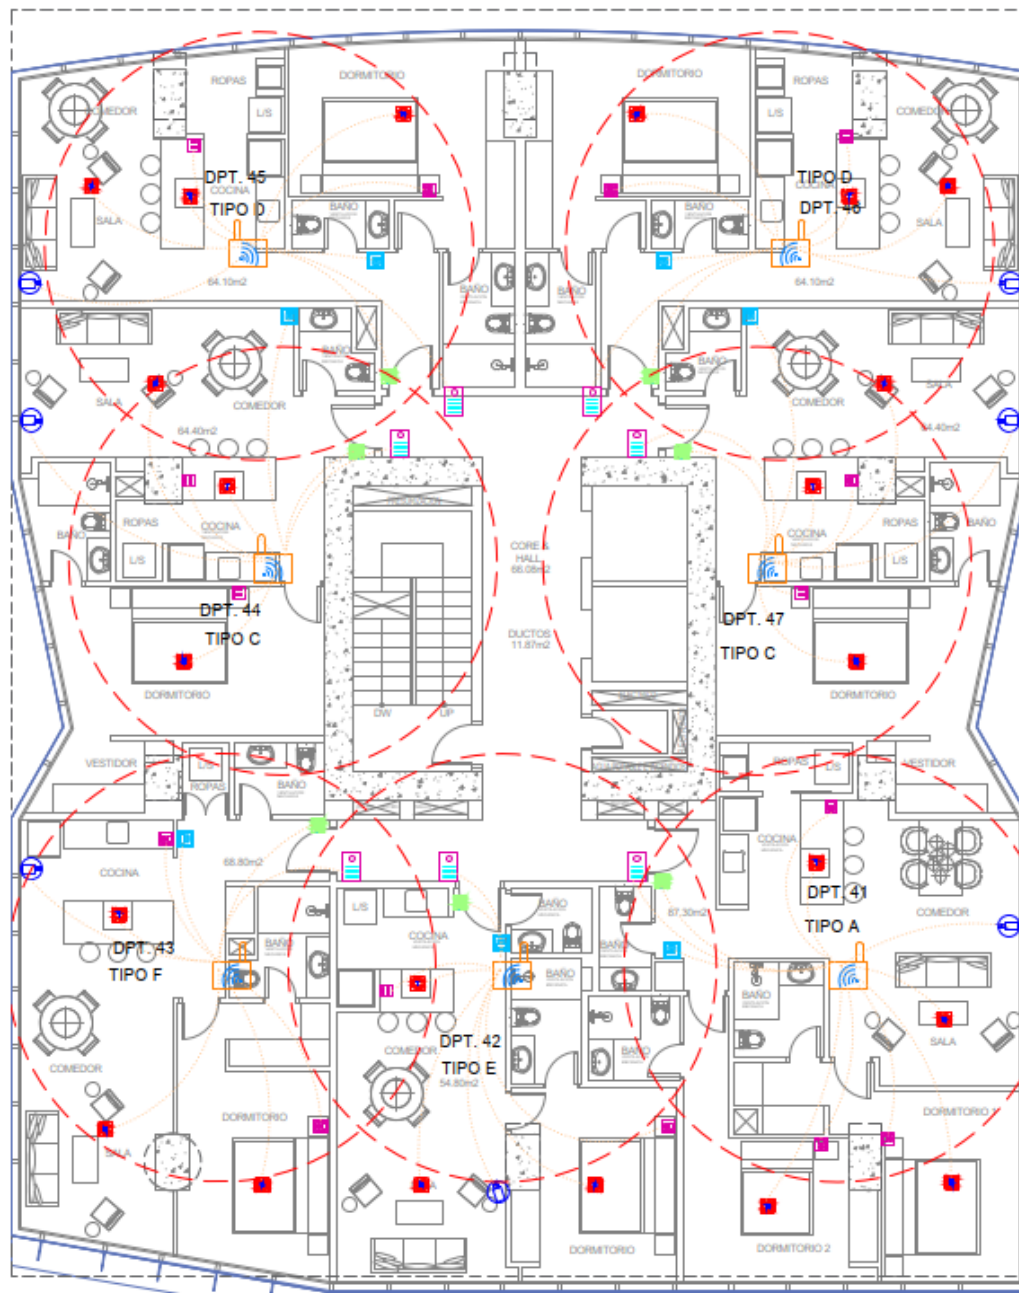 ROPAS
DORMITORIO
DORMITORIO
ROPAS
COMEDOR
L/S
L/S
COMEDOR
DPT. 45
COCINA
TIPO D
SALA
BAÑO
BAÑO
TIPO D
COCINA
DPT. 46
SALA
64.10m2
BAÑO
BAÑO
64.10m2
BAÑO
BAÑO
SALA
COMEDOR
COMEDOR
SALA
64.40m2
64.40m2
ROPAS
COCINA
BAÑO
L/S
CORE &
HALL
66.08m2
COCINA
ROPAS
BAÑO
L/S
DPT. 44
TIPO C
DUCTOS
11.87m2
DPT. 47
TIPO C
DORMITORIO
DORMITORIO
DW
UP
VESTIDOR
L/S
ROPAS
BAÑO
ROPAS
L/S
VESTIDOR
COCINA
68.80m2
COCINA
L/S
COCINA
BAÑO
BAÑO
87.30m2
DPT. 41
TIPO A
COMEDOR
DPT. 43
TIPO F
BAÑO
BAÑO
BAÑO
COMEDOR
COMEDOR
DPT. 42
TIPO E
54.80m2
BAÑO
SALA
DORMITORIO
DORMITORIO 1
SALA
DORMITORIO
DORMITORIO 2